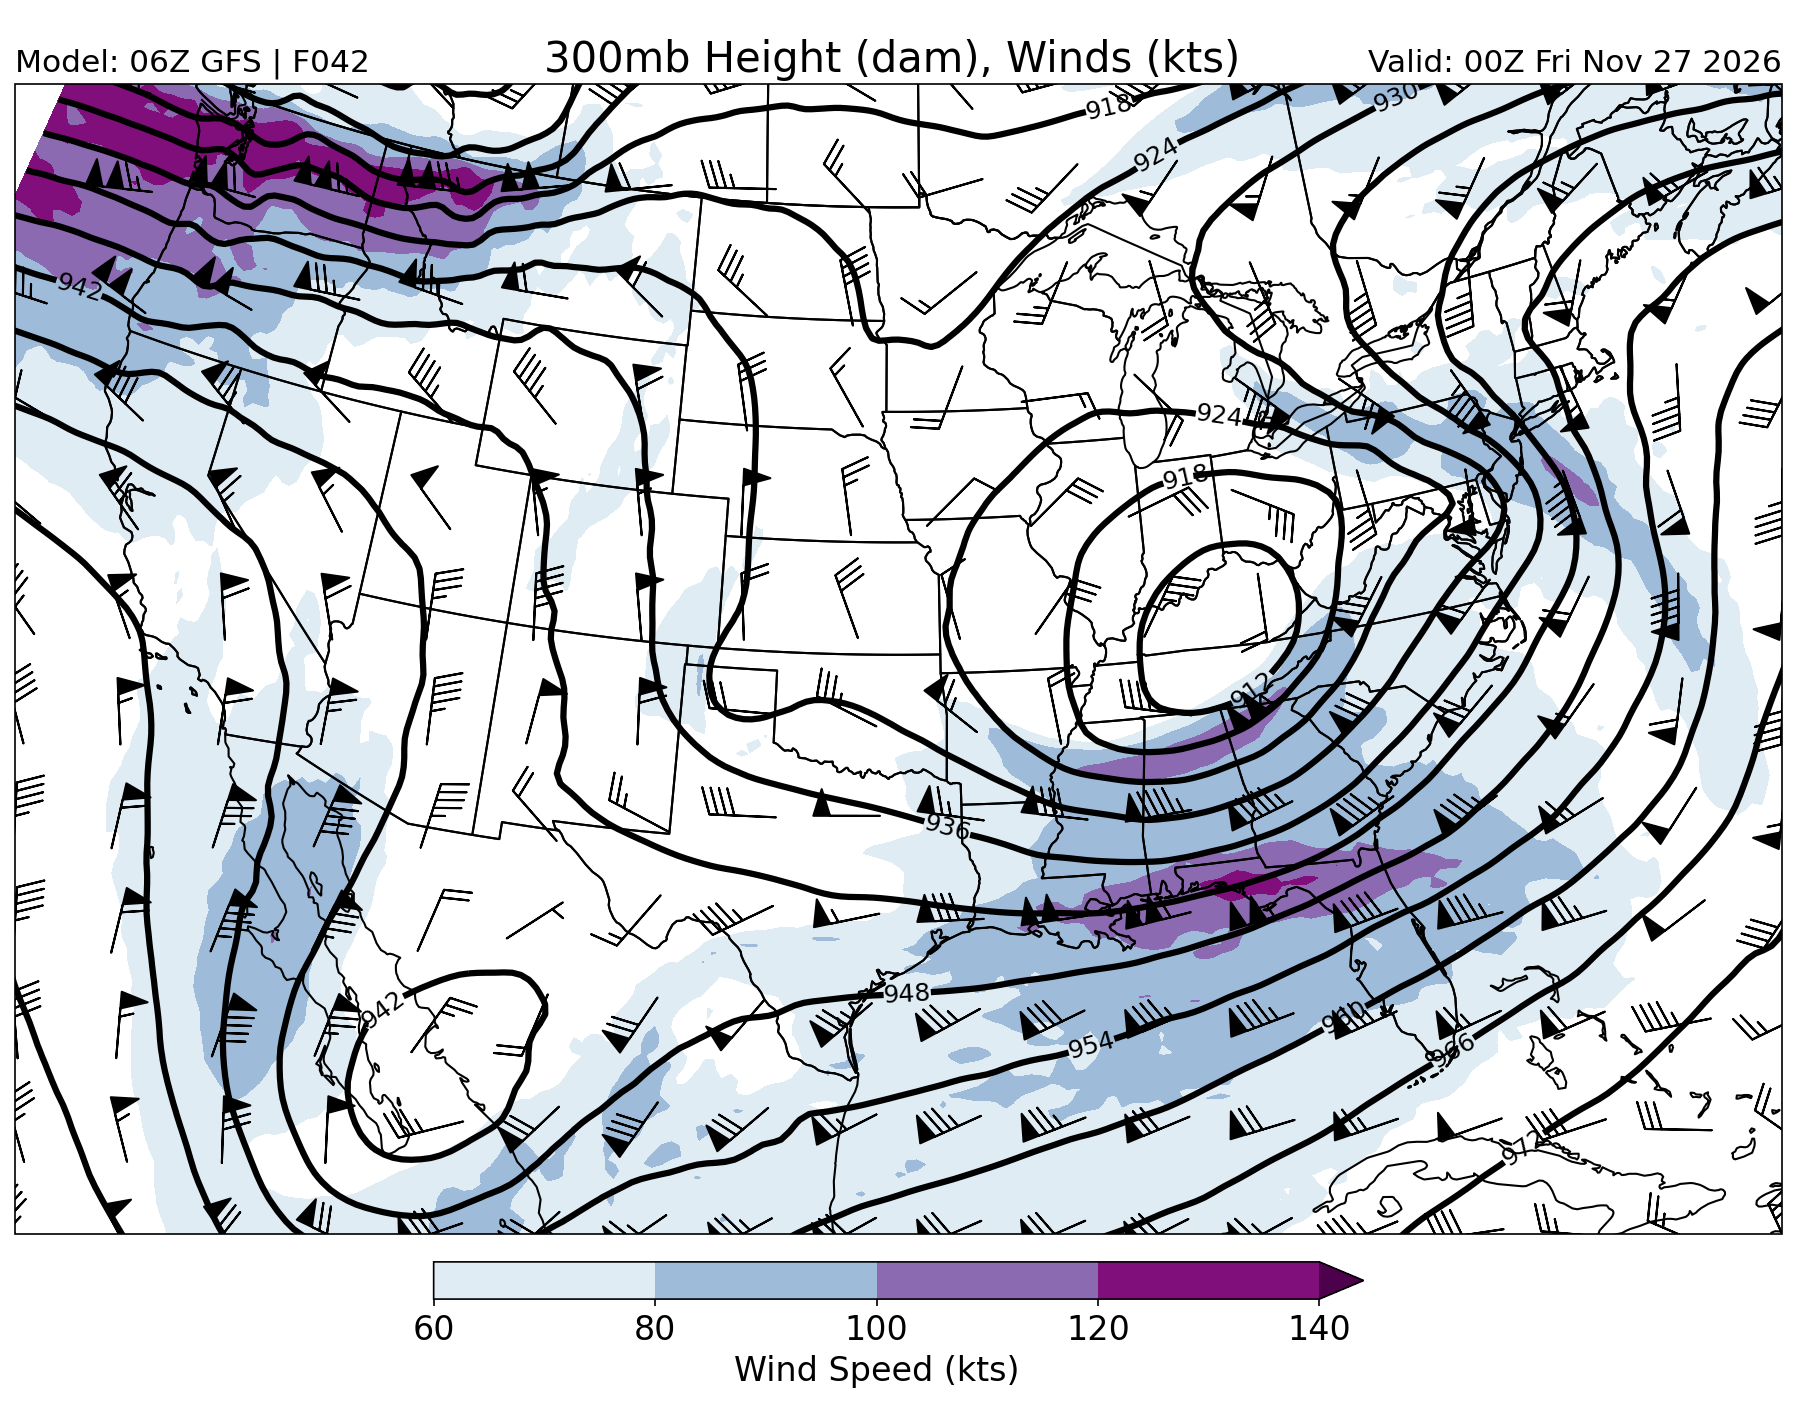 Model: 06Z GFS | F042
300mb Height (dam), Winds (kts)
Valid: 00Z Fri Nov 27 2026
918
930
924
942
924
918
912
936
942
948
954
960
966
972
60 80 100 120 140
Wind Speed (kts)